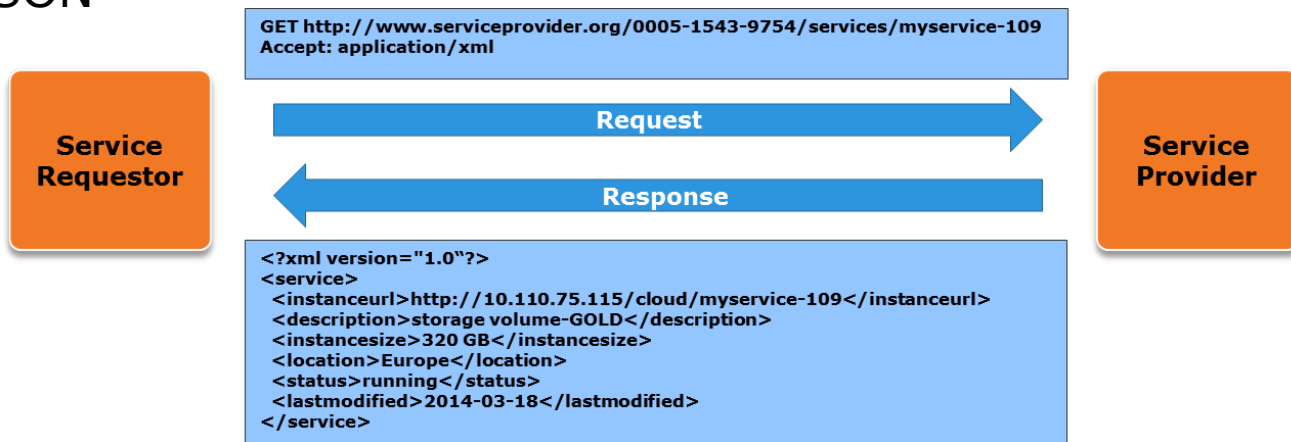 JSON
GET http://www.serviceprovider.org/0005-1543-9754/services/myservice-109
Accept: application/xml
Service
Requestor
Request
Response
Service
Provider
<?xml version="1.0“?>
<service>
<instanceurl>http://10.110.75.115/cloud/myservice-109</instanceurl>
<description>storage volume-GOLD</description>
<instancesize>320 GB</instancesize>
<location>Europe</location>
<status>running</status>
<lastmodified>2014-03-18</lastmodified>
</service>